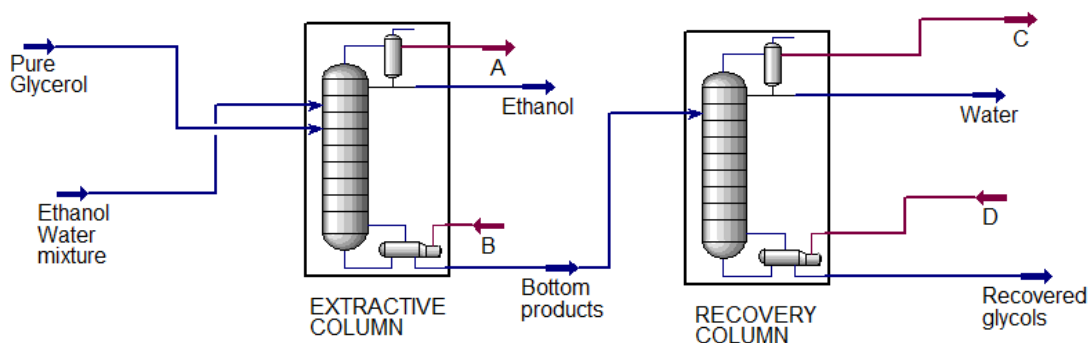 Pure
Glycerol
Ethanol
Water
mixture
A
Ethanol
B
EXTRACTIVE
COLUMN
Bottom
products
C
Water
D
RECOVERY
COLUMN
Recovered
glycols